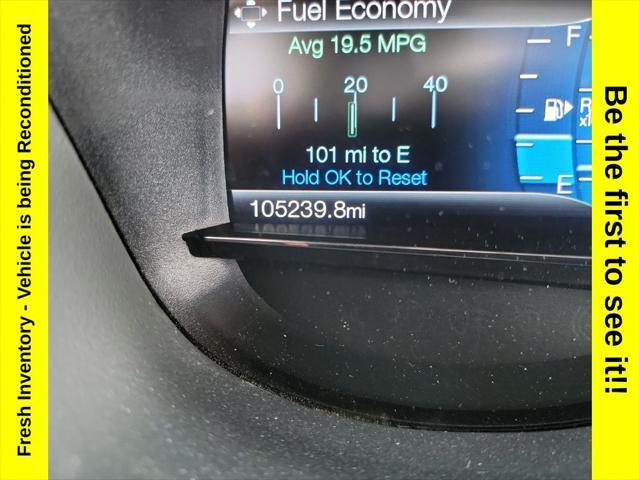 Fresh Inventory - Vehicle is being Reconditioned
Fuel Economy
Avg 19.5 MPG
0 20 40
101 mi to E
Hold OK to Reset
105239.8mi
F
E
Be the first to see it!!